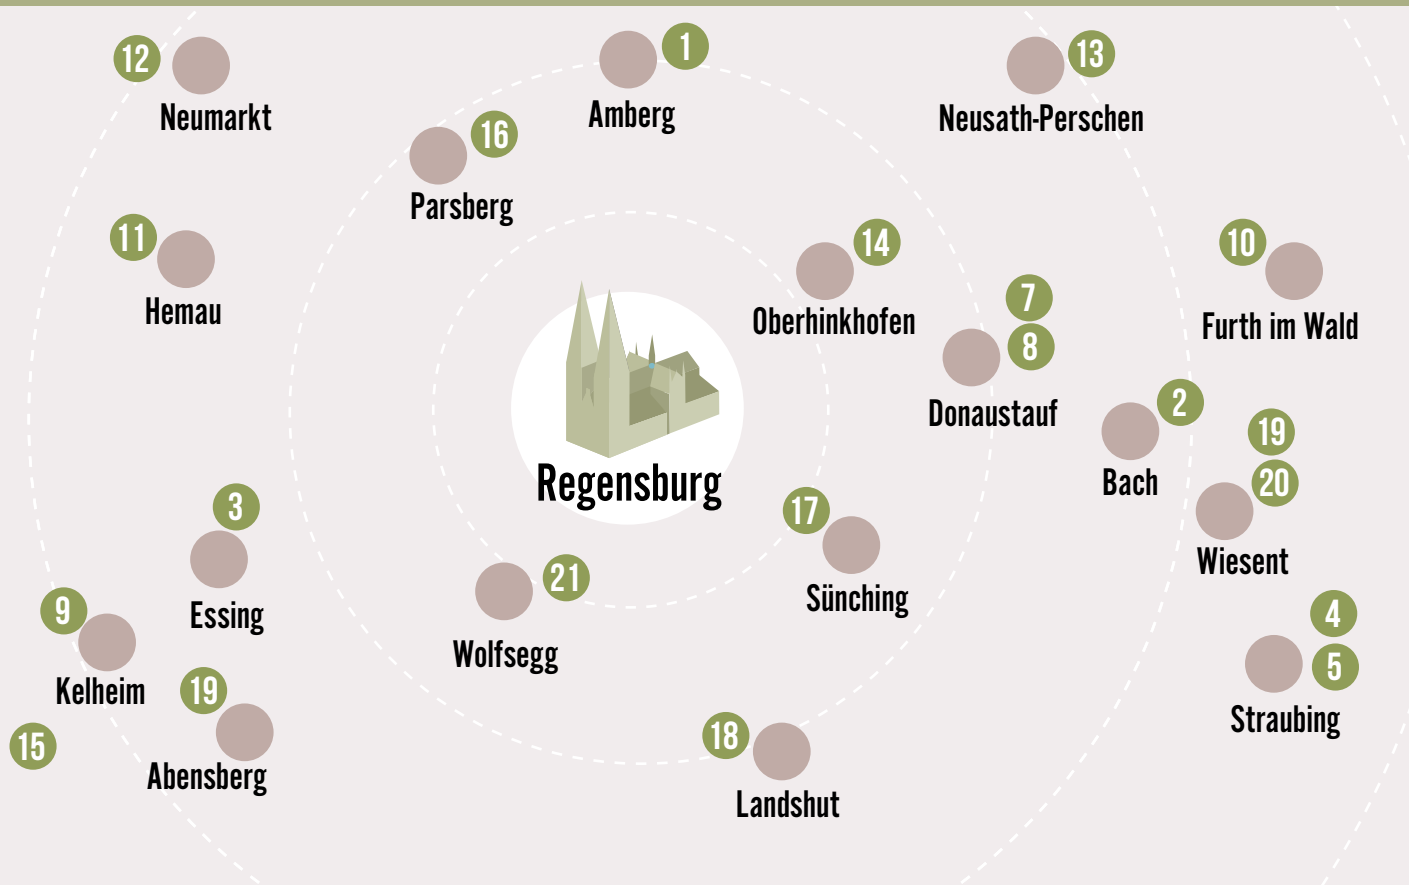 12
Neumarkt
1
Amberg
13
Neusath-Perschen
16
Parsberg
11
Hemau
14
Oberhinkhofen
10
Furth im Wald
7
8
Donaustauf
2
Bach
19
20
Wiesent
Regensburg
3
Essing
17
Sünching
21
Wolfsegg
9
Kelheim
4
5
Straubing
19
Abensberg
15
18
Landshut